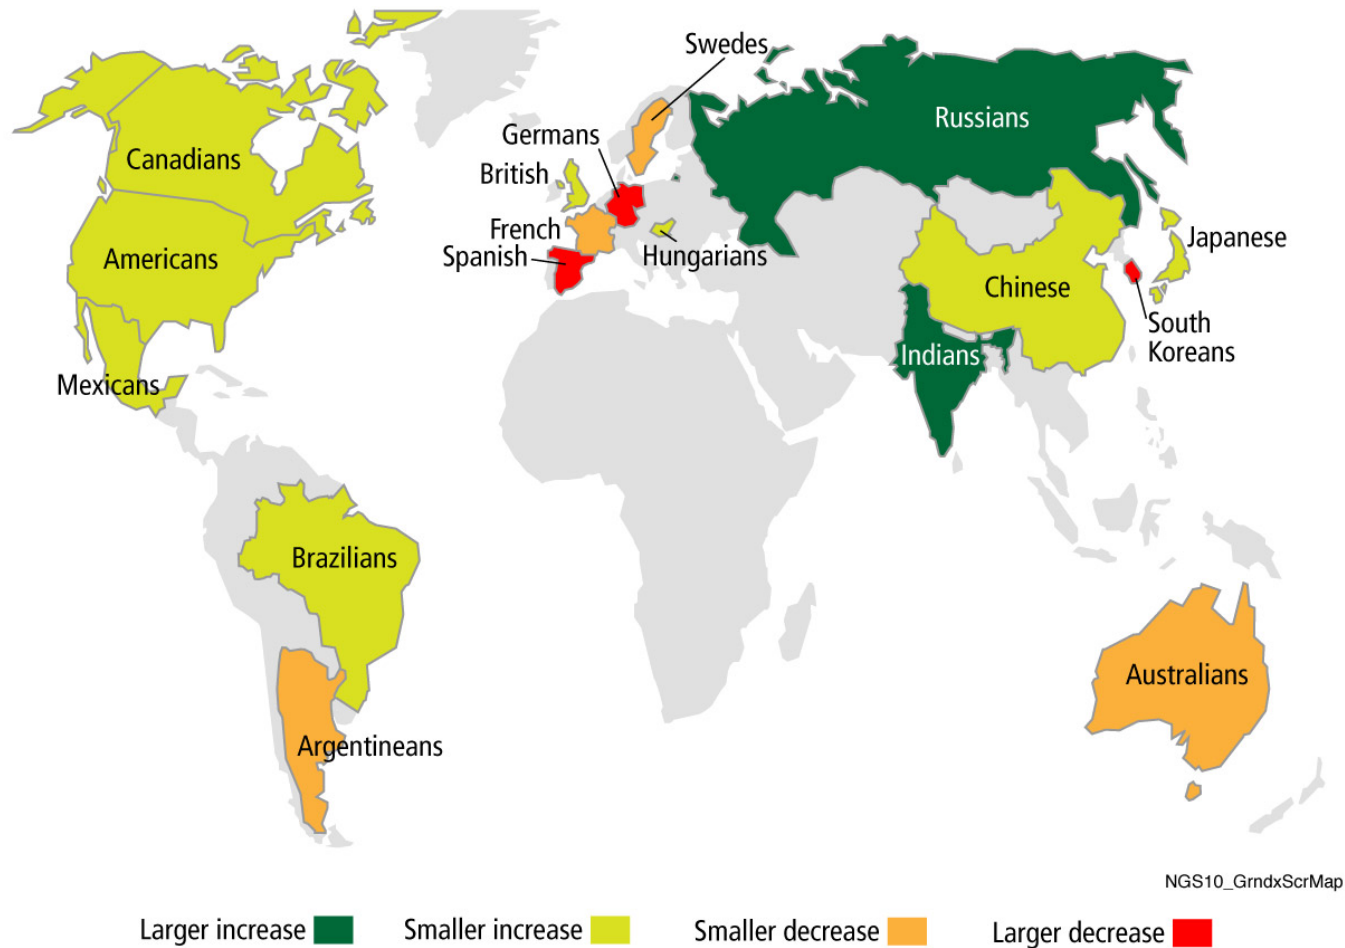 Swedes
Germans
British
French
Spanish
Hungarians
Russians
Canadians
Americans
Mexicans
Japanese
Chinese
South
Koreans
Indians
Brazilians
Argentineans
Australians
NGS10_GrndxScrMap
Larger increase
Smaller increase
Smaller decrease
Larger decrease